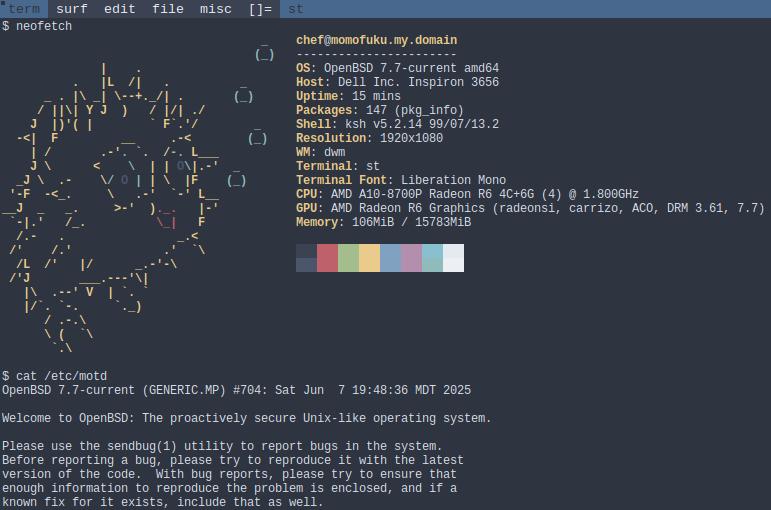 term surf edit file misc []= st
$ neofetch
chef@momofuku.my.domain
-----------------------
OS: OpenBSD 7.7-current amd64
Host: Dell Inc. Inspiron 3656
Uptime: 15 mins
Packages: 147 (pkg_info)
Shell: ksh v5.2.14 99/07/13.2
Resolution: 1920x1080
WM: dwm
Terminal: st
Terminal Font: Liberation Mono
CPU: AMD A10-8700P Radeon R6 4C+6G (4) @ 1.800GHz
GPU: AMD Radeon R6 Graphics (radeonsi, carrizo, ACO, DRM 3.61, 7.7)
Memory: 106MiB / 15783MiB
$ cat /etc/motd
OpenBSD 7.7-current (GENERIC.MP) #704: Sat Jun  7 19:48:36 MDT 2025
Welcome to OpenBSD: The proactively secure Unix-like operating system.
Please use the sendbug(1) utility to report bugs in the system.
Before reporting a bug, please try to reproduce it with the latest
version of the code.  With bug reports, please try to ensure that
enough information to reproduce the problem is enclosed, and if a
known fix for it exists, include that as well.